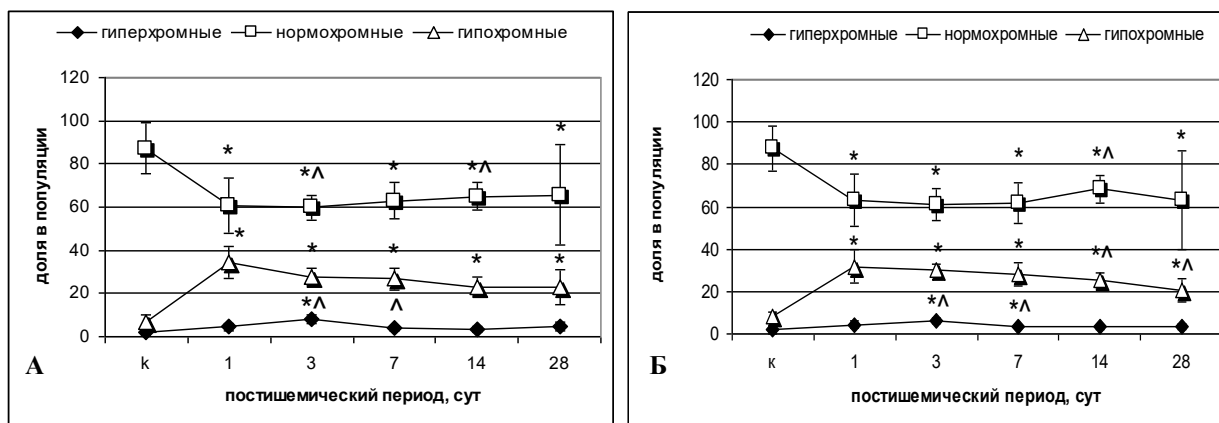 гиперхромные нормохромные гипохромные
120
100
80
60
40
20
0
доля в популяции
* *^ * *^ *
* * * * *
*^ ^
k 1 3 7 14 28
постишемический период, сут
А
гиперхромные нормохромные гипохромные
120
100
80
60
40
20
0
доля в популяции
* * * *^ *
* * * *^ *^
*^ *^
к 1 3 7 14 28
постишемический период, сут
Б